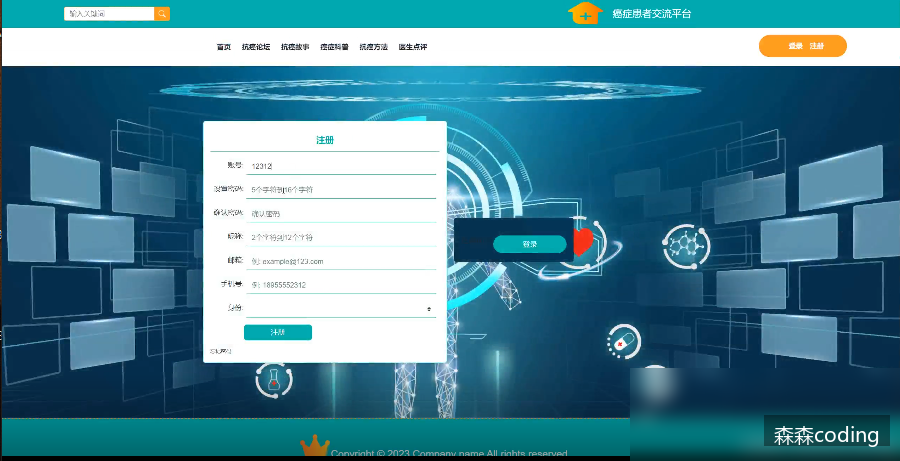 输入关键词
癌症患者交流平台
首页 抗癌论坛 抗癌故事 癌症科普 抗癌方法 医生点评
登录 注册
注册
账号: 12312
设置密码: 6个字符到16个字符
确认密码: 确认密码
昵称: 2个字符到12个字符
邮箱: 例: example@123.com
手机号: 例: 18955552312
身份:
注册
登录
Copyright © 2023 Company name All rights reserved
森森coding